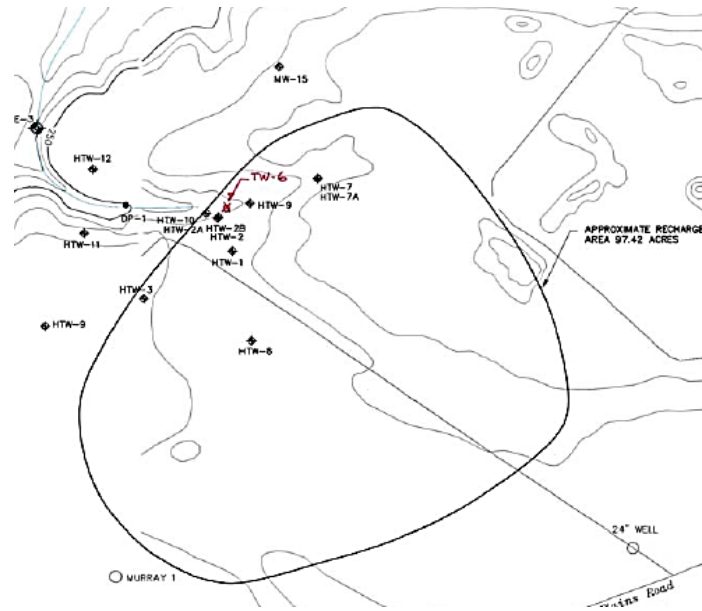 MW-15
E-3
250
HTW-12
TW-6
HTW-7
HTW-7A
HTW-9
DP-1
HTW-10
HTW-2A
HTW-2B
HTW-2
HTW-11
HTW-1
APPROXIMATE RECHARGE
AREA 97.42 ACRES
HTW-3
HTW-9
HTW-8
24" WELL
MURRAY 1
Road